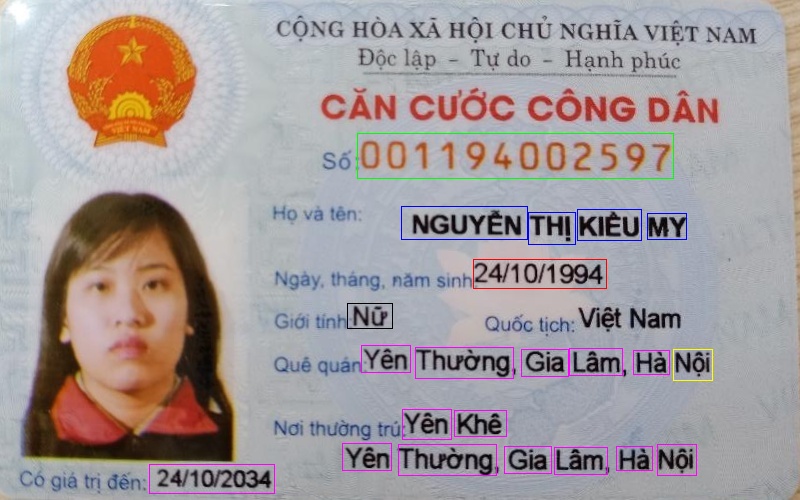 CỘNG HÒA XÃ HỘI CHỦ NGHĨA VIỆT NAM
Độc lập - Tự do - Hạnh phúc
CĂN CƯỚC CÔNG DÂN
Số: 001194002597
Họ và tên: NGUYỄN THỊ KIỀU MY
Ngày, tháng, năm sinh: 24/10/1994
Giới tính: Nữ Quốc tịch: Việt Nam
Quê quán: Yên Thường, Gia Lâm, Hà Nội
Nơi thường trú: Yên Khê
Yên Thường, Gia Lâm, Hà Nội
Có giá trị đến: 24/10/2034
VIỆT NAM